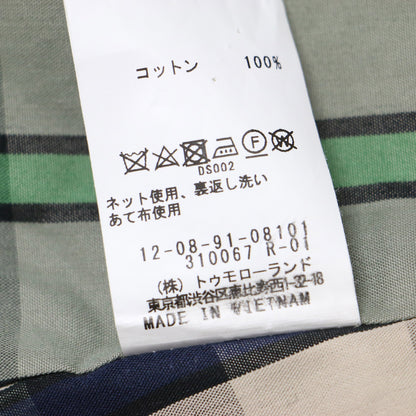 コットン 100%
DS002
ネット使用、裏返し洗い
あて布使用
12-08-91-08101
310067 R-01
(株) トゥモローランド
東京都渋谷区恵比寿西1-32-18
MADE IN VIETNAM